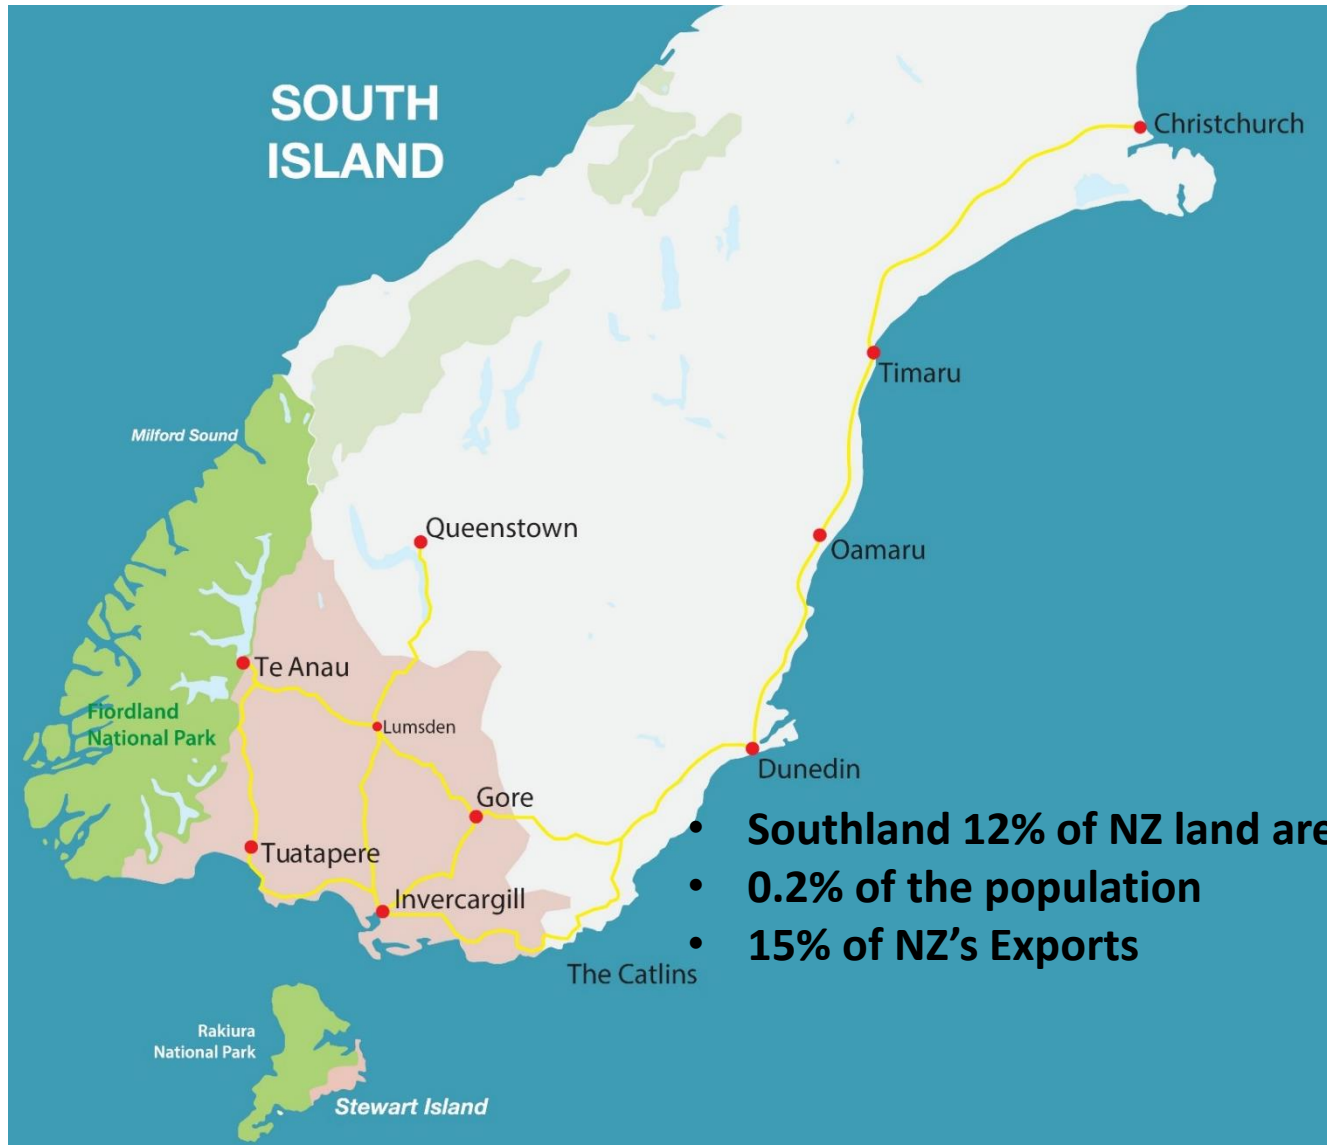 SOUTH
ISLAND
Christchurch
Timaru
Milford Sound
Queenstown
Oamaru
Te Anau
Fiordland
National Park
Lumsden
Dunedin
Gore
Tuatapere
Invercargill
The Catlins
• Southland 12% of NZ land are
• 0.2% of the population
• 15% of NZ’s Exports
Rakiura
National Park
Stewart Island